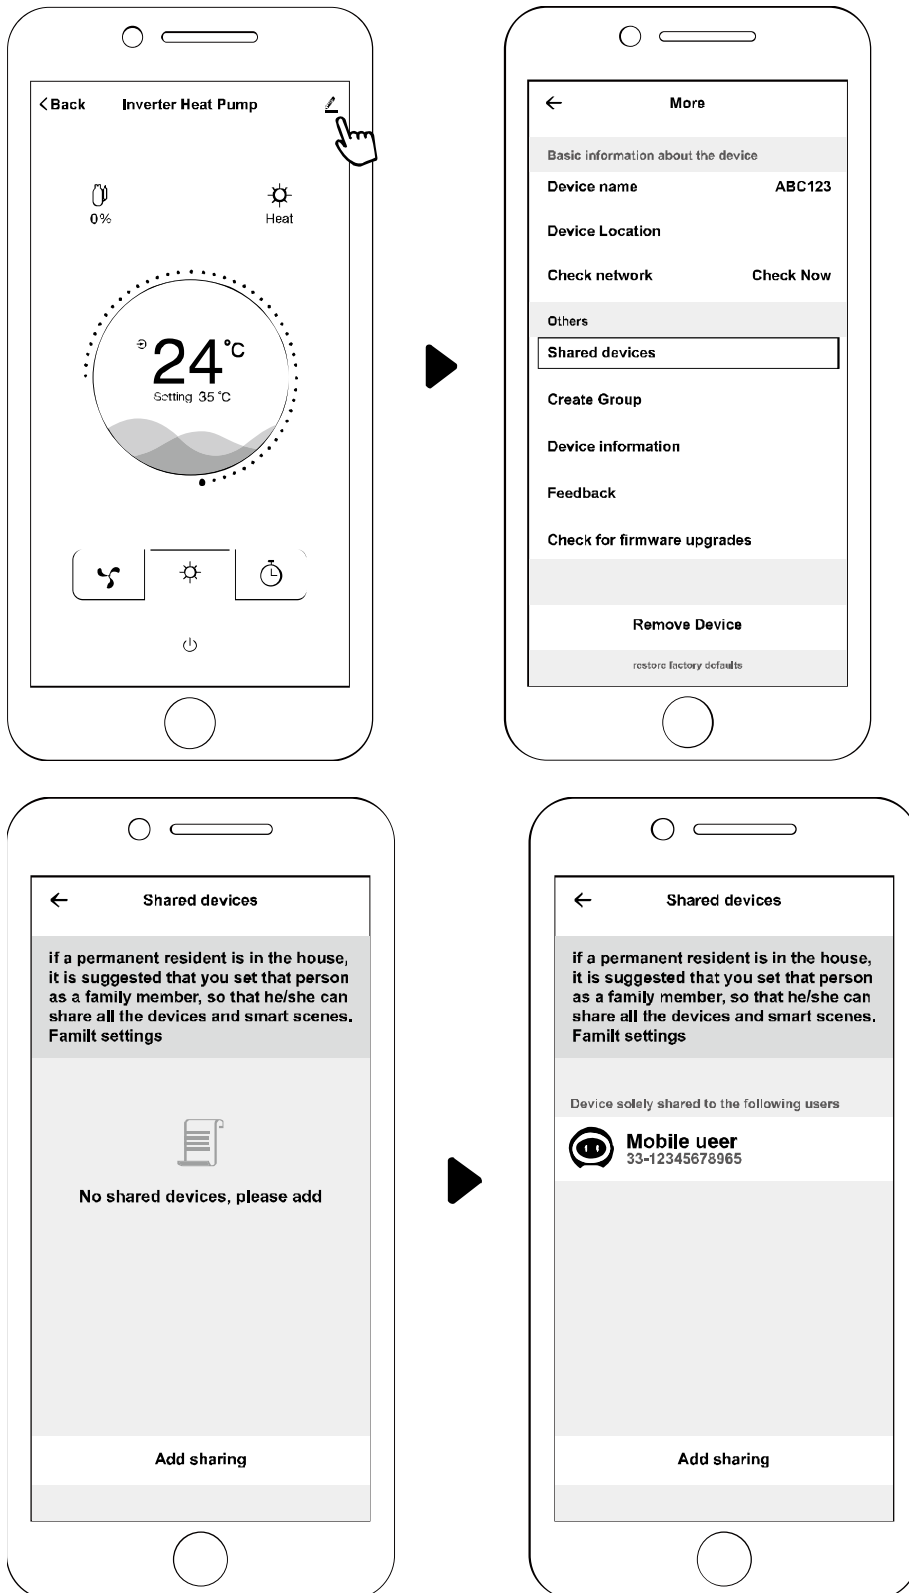 Back Inverter Heat Pump
0% Heat
24°C
Setting 35°C
More
Basic information about the device
Device name ABC123
Device Location
Check network Check Now
Others
Shared devices
Create Group
Device information
Feedback
Check for firmware upgrades
Remove Device
restore factory defaults
Shared devices
if a permanent resident is in the house,
it is suggested that you set that person
as a family member, so that he/she can
share all the devices and smart scenes.
Familt settings
No shared devices, please add
Add sharing
Shared devices
if a permanent resident is in the house,
it is suggested that you set that person
as a family member, so that he/she can
share all the devices and smart scenes.
Familt settings
Device solely shared to the following users
Mobile ueer
33-12345678965
Add sharing